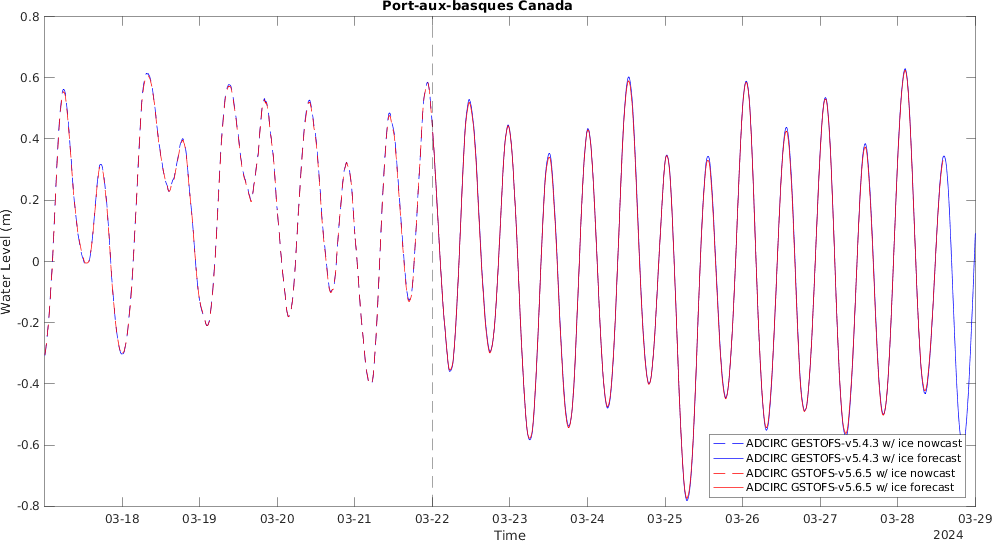 Port-aux-basques Canada
0.8
0.6
0.4
0.2
0
-0.2
-0.4
-0.6
-0.8
Water Level (m)
ADCIRC GESTOFS-v5.4.3 w/ ice nowcast
ADCIRC GESTOFS-v5.4.3 w/ ice forecast
ADCIRC GSTOFS-v5.6.5 w/ ice nowcast
ADCIRC GSTOFS-v5.6.5 w/ ice forecast
03-18 03-19 03-20 03-21 03-22 03-23 03-24 03-25 03-26 03-27 03-28 03-29
Time
2024